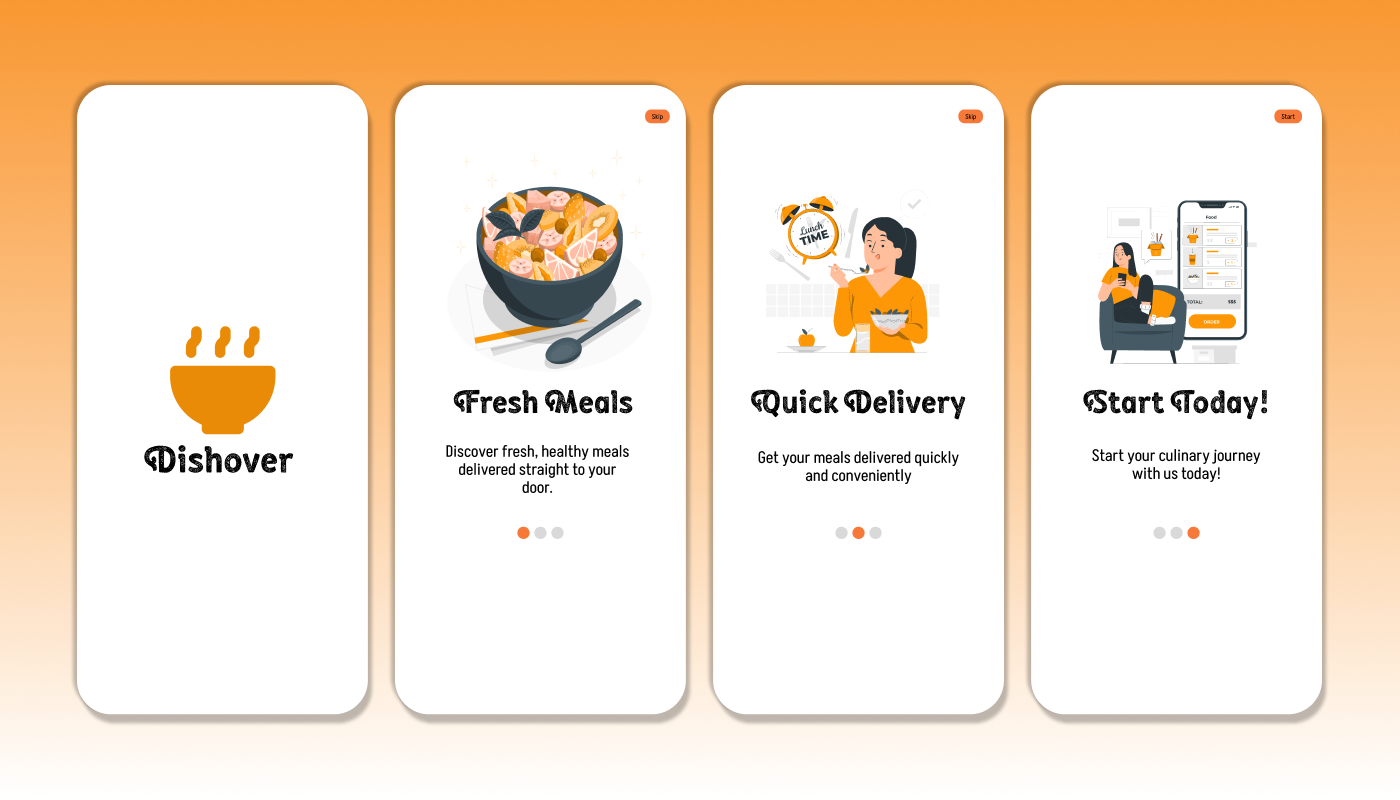 Dishover
Skip
Fresh Meals
Discover fresh, healthy meals
delivered straight to your
door.
Skip
Lunch
TIME
Quick Delivery
Get your meals delivered quickly
and conveniently
Start
Food
TOTAL: $$$
ORDER
Start Today!
Start your culinary journey
with us today!